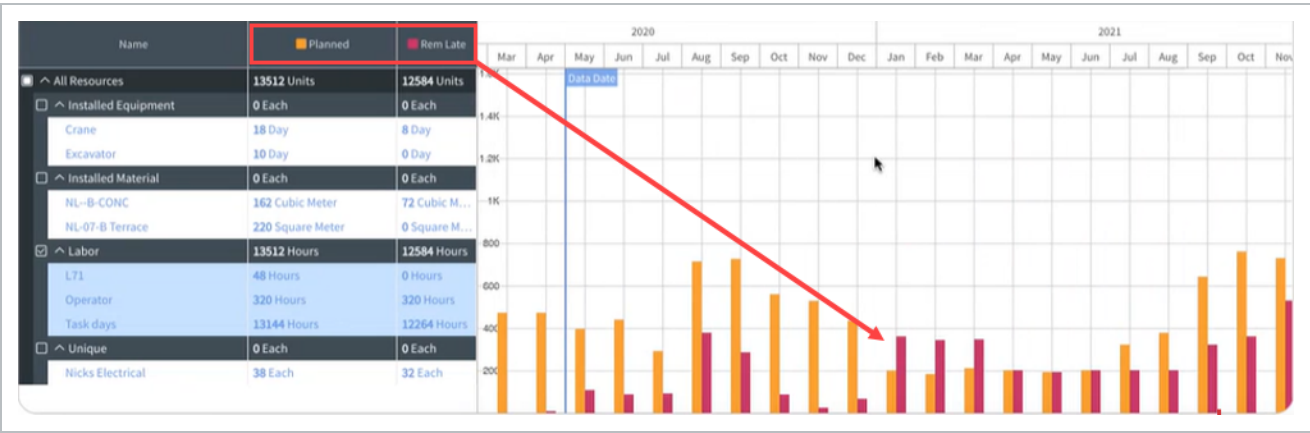 2020 2021
Name Planned Rem Late
Mar Apr May Jun Jul Aug Sep Oct Nov Dec Jan Feb Mar Apr May Jun Jul Aug Sep Oct Nov
All Resources 13512 Units 12584 Units
Data Date
Installed Equipment 0 Each 0 Each
1.4K
Crane 18 Day 8 Day
Excavator 10 Day 0 Day
1.2K
Installed Material 0 Each 0 Each
NL--B-CONC 162 Cubic Meter 72 Cubic M...
1K
NL-07-B Terrace 220 Square Meter 0 Square M...
800
Labor 13512 Hours 12584 Hours
L71 48 Hours 0 Hours
600
Operator 320 Hours 320 Hours
Task days 13144 Hours 12264 Hours
400
Unique 0 Each 0 Each
Nicks Electrical 38 Each 32 Each
200